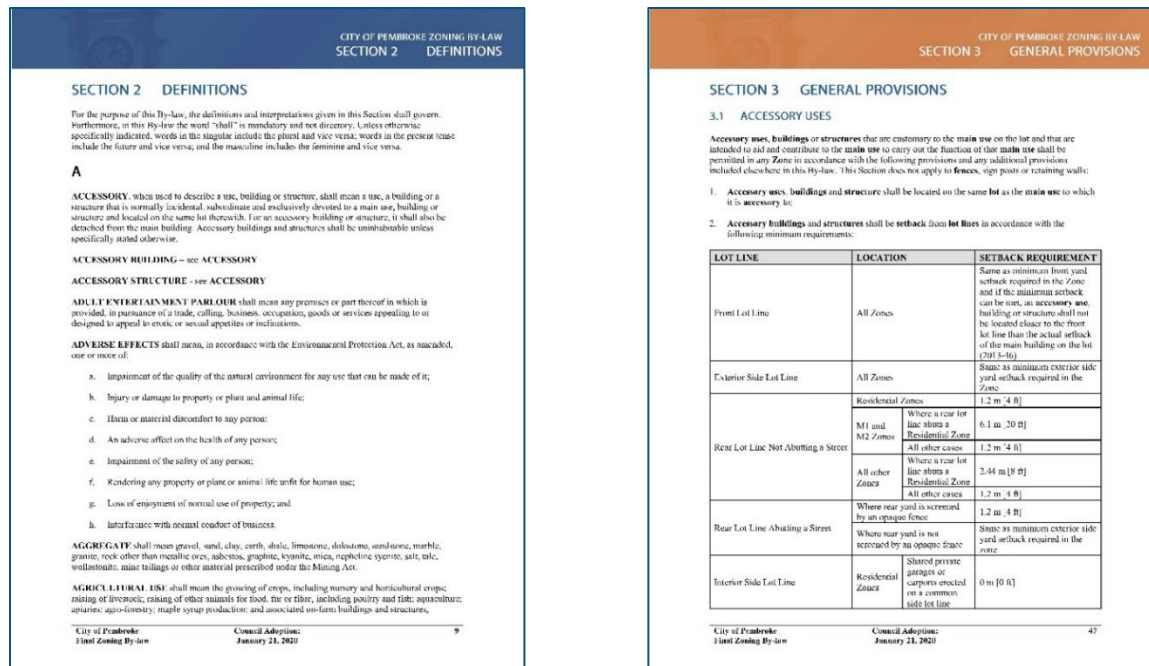 CITY OF PEMBROKE ZONING BY-LAW
SECTION 2 DEFINITIONS
SECTION 2 DEFINITIONS
For the purpose of this By-law, the definitions and interpretations given in this Section shall govern.
Furthermore, in this By-law the word "shall" is mandatory and not directory. Unless otherwise
specifically indicated, words in the singular include the plural and vice versa; words in the present tense
include the future and vice versa; and the masculine includes the feminine and vice versa.
A
ACCESSORY, when used to describe a use, building or structure, shall mean a use, a building or a
structure that is normally incidental, subordinate and exclusively devoted to a main use, building or
structure and located on the same lot therewith. For an accessory building or structure, it shall also be
detached from the main building. Accessory buildings and structures shall be uninhabitable unless
specifically stated otherwise.
ACCESSORY BUILDING – see ACCESSORY
ACCESSORY STRUCTURE - see ACCESSORY
ADULT ENTERTAINMENT PARLOUR shall mean any premises or part thereof in which is
provided, in pursuance of a trade, calling, business, occupation, goods or services appealing to or
designed to appeal to erotic or sexual appetites or inclinations.
ADVERSE EFFECTS shall mean, in accordance with the Environmental Protection Act, as amended,
one or more of:
a. Impairment of the quality of the natural environment for any use that can be made of it;
b. Injury or damage to property or plant and animal life;
c. Harm or material discomfort to any person;
d. An adverse affect on the health of any person;
e. Impairment of the safety of any person;
f. Rendering any property or plant or animal life unfit for human use;
g. Loss of enjoyment of normal use of property; and
h. Interference with normal conduct of business.
AGGREGATE shall mean gravel, sand, clay, earth, shale, limestone, dolostone, sandstone, marble,
granite, rock other than metallic ores, asbestos, graphite, kyanite, mica, nepheline syenite, salt, talc,
wollastonite, mine tailings or other material prescribed under the Mining Act.
AGRICULTURAL USE shall mean the growing of crops, including nursery and horticultural crops;
raising of livestock; raising of other animals for food, fur or fibre, including poultry and fish; aquaculture;
apiaries; agro-forestry; maple syrup production; and associated on-farm buildings and structures,
City of Pembroke Council Adoption: 9
Final Zoning By-law January 21, 2020
CITY OF PEMBROKE ZONING BY-LAW
SECTION 3 GENERAL PROVISIONS
SECTION 3 GENERAL PROVISIONS
3.1 ACCESSORY USES
Accessory uses, buildings or structures that are customary to the main use on the lot and that are
intended to aid and contribute to the main use to carry out the function of that main use shall be
permitted in any Zone in accordance with the following provisions and any additional provisions
included elsewhere in this By-law. This Section does not apply to fences, sign posts or retaining walls:
1. Accessory uses, buildings and structure shall be located on the same lot as the main use to which
it is accessory to;
2. Accessory buildings and structures shall be setback from lot lines in accordance with the
following minimum requirements:
LOT LINE LOCATION SETBACK REQUIREMENT
Front Lot Line All Zones
Same as minimum front yard
setback required in the Zone
and if the minimum setback
can be met, an accessory use,
building or structure shall not
be located closer to the front
lot line than the actual setback
of the main building on the lot
(2013-46)
Exterior Side Lot Line All Zones
Same as minimum exterior side
yard setback required in the
Zone
Rear Lot Line Not Abutting a Street
Residential Zones 1.2 m [4 ft]
M1 and
M2 Zones
Where a rear lot
line abuts a
Residential Zone
6.1 m [20 ft]
All other cases 1.2 m [4 ft]
All other
Zones
Where a rear lot
line abuts a
Residential Zone
2.44 m [8 ft]
All other cases 1.2 m [4 ft]
Rear Lot Line Abutting a Street
Where rear yard is screened
by an opaque fence
1.2 m [4 ft]
Where rear yard is not
screened by an opaque fence
Same as minimum exterior side
yard setback required in the
zone
Interior Side Lot Line
Residential
Zones
Shared private
garages or
carports erected
on a common
side lot line
0 m [0 ft]
City of Pembroke Council Adoption: 47
Final Zoning By-law January 21, 2020